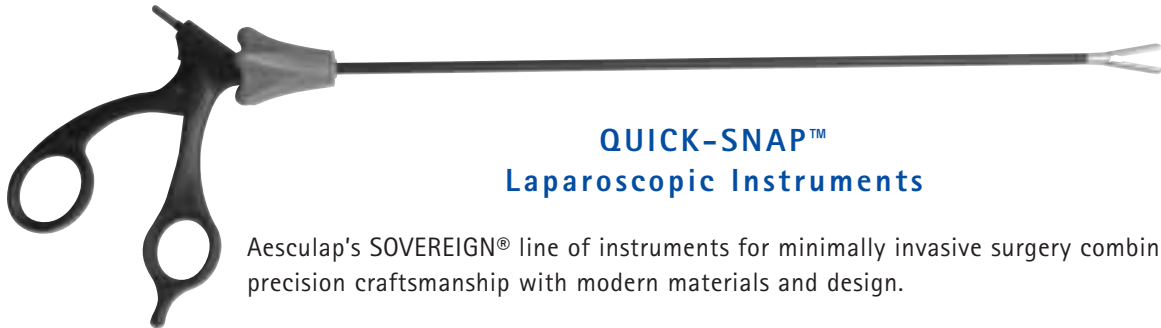 QUICK-SNAP™
Laparoscopic Instruments
Aesculap's SOVEREIGN® line of instruments for minimally invasive surgery combin
precision craftsmanship with modern materials and design.